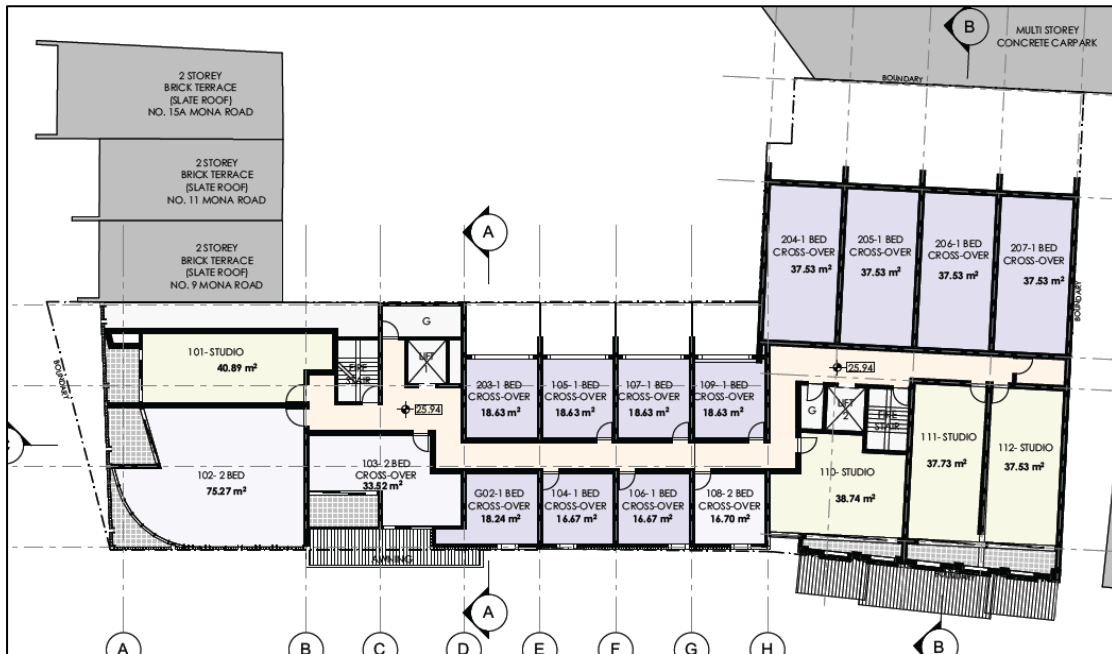 B
MULTI STOREY
CONCRETE CARPARK
BOUNDARY
2 STOREY
BRICK TERRACE
(SLATE ROOF)
NO. 15A MONA ROAD
2 STOREY
BRICK TERRACE
(SLATE ROOF)
NO. 11 MONA ROAD
2 STOREY
BRICK TERRACE
(SLATE ROOF)
NO. 9 MONA ROAD
A
204-1 BED
CROSS-OVER
37.53 m²
205-1 BED
CROSS-OVER
37.53 m²
206-1 BED
CROSS-OVER
37.53 m²
207-1 BED
CROSS-OVER
37.53 m²
BOUNDARY
BOUNDARY
101- STUDIO
40.89 m²
FIRE
STAIR
G
LIFT
1
25.94
203-1 BED
CROSS-OVER
18.63 m²
105- 1 BED
CROSS-OVER
18.63 m²
107- 1 BED
CROSS-OVER
18.63 m²
109- 1 BED
CROSS-OVER
18.63 m²
25.94
G
LIFT
2
FIRE
STAIR
102- 2 BED
75.27 m²
103- 2 BED
CROSS-OVER
33.52 m²
G02-1 BED
CROSS-OVER
18.24 m²
104-1 BED
CROSS-OVER
16.67 m²
106- 1 BED
CROSS-OVER
16.67 m²
108- 2 BED
CROSS-OVER
16.70 m²
110- STUDIO
38.74 m²
111- STUDIO
37.73 m²
112- STUDIO
37.53 m²
AWNING
A
B
A
B
C
D
E
F
G
H